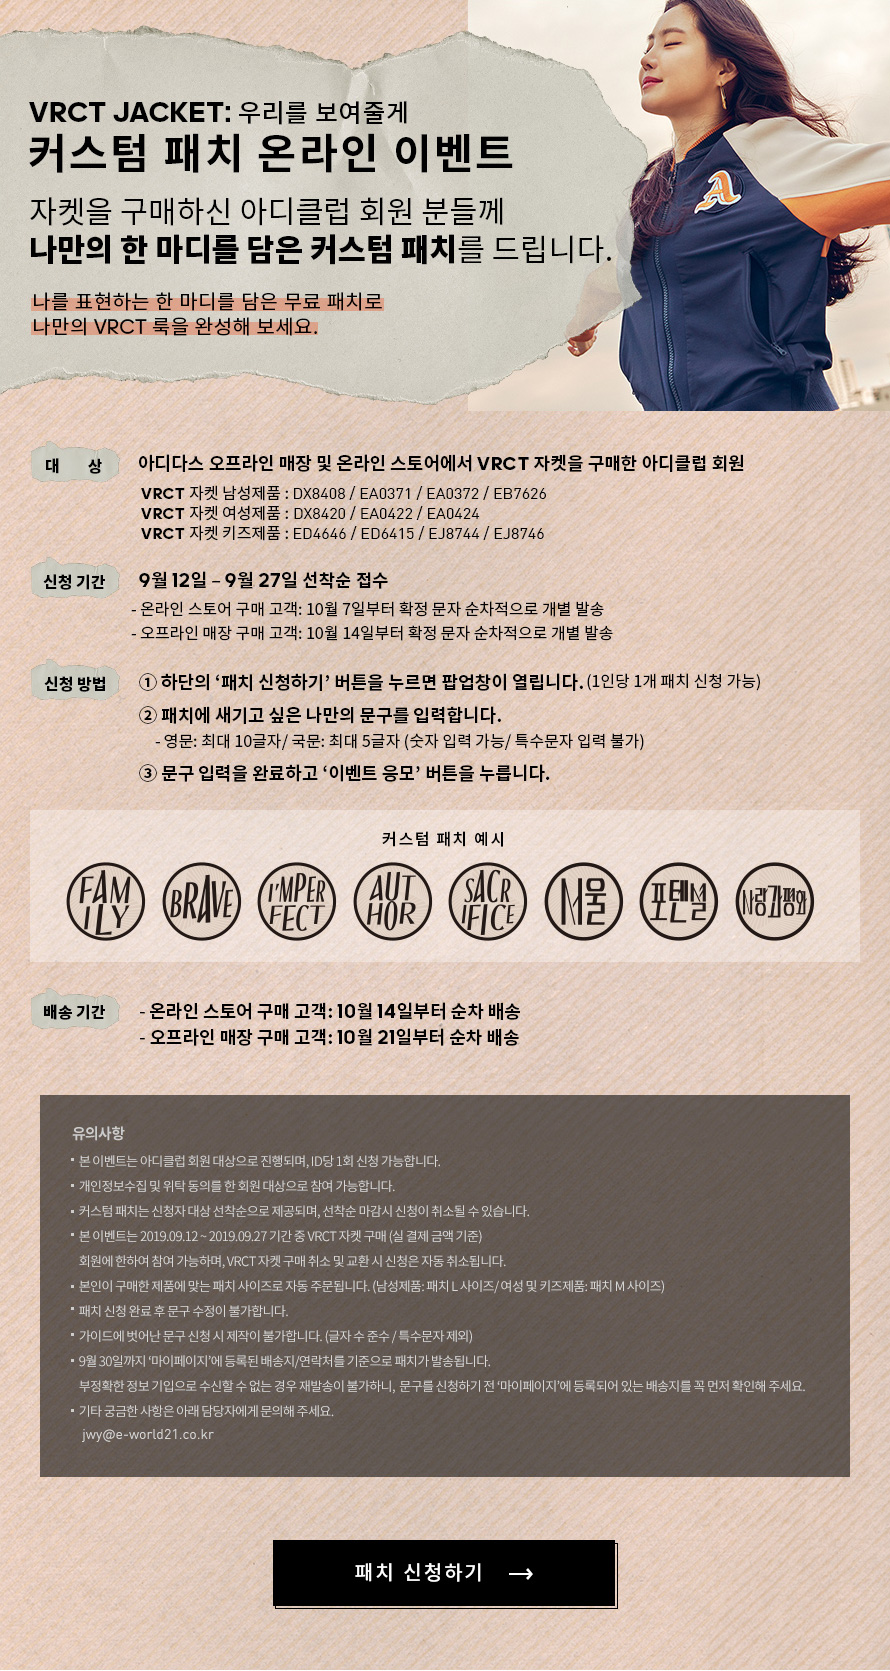 VRCT JACKET: 우리를 보여줄게
커스텀 패치 온라인 이벤트
자켓을 구매하신 아디클럽 회원 분들께
나만의 한 마디를 담은 커스텀 패치를 드립니다.
나를 표현하는 한 마디를 담은 무료 패치로
나만의 VRCT 룩을 완성해 보세요.
A
대 상
아디다스 오프라인 매장 및 온라인 스토어에서 VRCT 자켓을 구매한 아디클럽 회원
VRCT 자켓 남성제품 : DX8408 / EA0371 / EA0372 / EB7626
VRCT 자켓 여성제품 : DX8420 / EA0422 / EA0424
VRCT 자켓 키즈제품 : ED4646 / ED6415 / EJ8744 / EJ8746
신청 기간
9월 12일 – 9월 27일 선착순 접수
- 온라인 스토어 구매 고객: 10월 7일부터 확정 문자 순차적으로 개별 발송
- 오프라인 매장 구매 고객: 10월 14일부터 확정 문자 순차적으로 개별 발송
신청 방법
① 하단의 ‘패치 신청하기’ 버튼을 누르면 팝업창이 열립니다. (1인당 1개 패치 신청 가능)
② 패치에 새기고 싶은 나만의 문구를 입력합니다.
- 영문: 최대 10글자/ 국문: 최대 5글자 (숫자 입력 가능/ 특수문자 입력 불가)
③ 문구 입력을 완료하고 ‘이벤트 응모’ 버튼을 누릅니다.
커스텀 패치 예시
FAM
ILY
BRAVE
I'MPER
FECT
AUT
HOR
SACR
IFICE
서울
포텐셜
사랑과평화
배송 기간
- 온라인 스토어 구매 고객: 10월 14일부터 순차 배송
- 오프라인 매장 구매 고객: 10월 21일부터 순차 배송
유의사항
▪ 본 이벤트는 아디클럽 회원 대상으로 진행되며, ID당 1회 신청 가능합니다.
▪ 개인정보수집 및 위탁 동의를 한 회원 대상으로 참여 가능합니다.
▪ 커스텀 패치는 신청자 대상 선착순으로 제공되며, 선착순 마감시 신청이 취소될 수 있습니다.
▪ 본 이벤트는 2019.09.12 ~ 2019.09.27 기간 중 VRCT 자켓 구매 (실 결제 금액 기준)
회원에 한하여 참여 가능하며, VRCT 자켓 구매 취소 및 교환 시 신청은 자동 취소됩니다.
▪ 본인이 구매한 제품에 맞는 패치 사이즈로 자동 주문됩니다. (남성제품: 패치 L 사이즈/ 여성 및 키즈제품: 패치 M 사이즈)
▪ 패치 신청 완료 후 문구 수정이 불가합니다.
▪ 가이드에 벗어난 문구 신청 시 제작이 불가합니다. (글자 수 준수 / 특수문자 제외)
▪ 9월 30일까지 ‘마이페이지’에 등록된 배송지/연락처를 기준으로 패치가 발송됩니다.
부정확한 정보 기입으로 수신할 수 없는 경우 재발송이 불가하니, 문구를 신청하기 전 ‘마이페이지’에 등록되어 있는 배송지를 꼭 먼저 확인해 주세요.
▪ 기타 궁금한 사항은 아래 담당자에게 문의해 주세요.
jwy@e-world21.co.kr
패치 신청하기 →